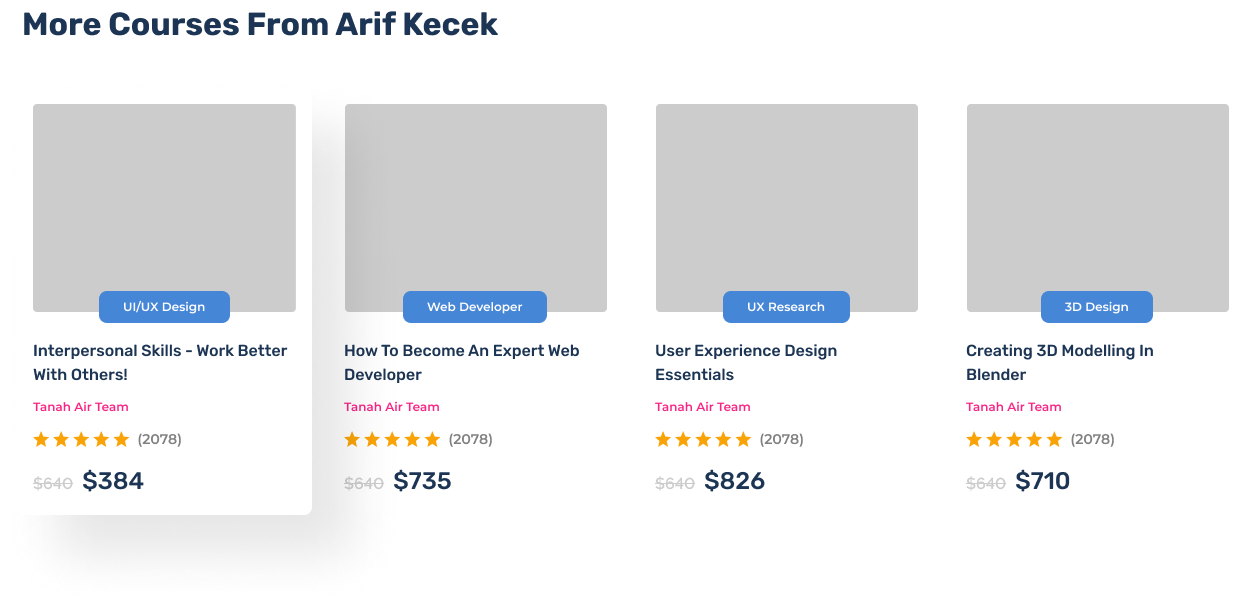 More Courses From Arif Kecek
UI/UX Design
Interpersonal Skills - Work Better
With Others!
Tanah Air Team
(2078)
$640 $384
Web Developer
How To Become An Expert Web
Developer
Tanah Air Team
(2078)
$640 $735
UX Research
User Experience Design
Essentials
Tanah Air Team
(2078)
$640 $826
3D Design
Creating 3D Modelling In
Blender
Tanah Air Team
(2078)
$640 $710